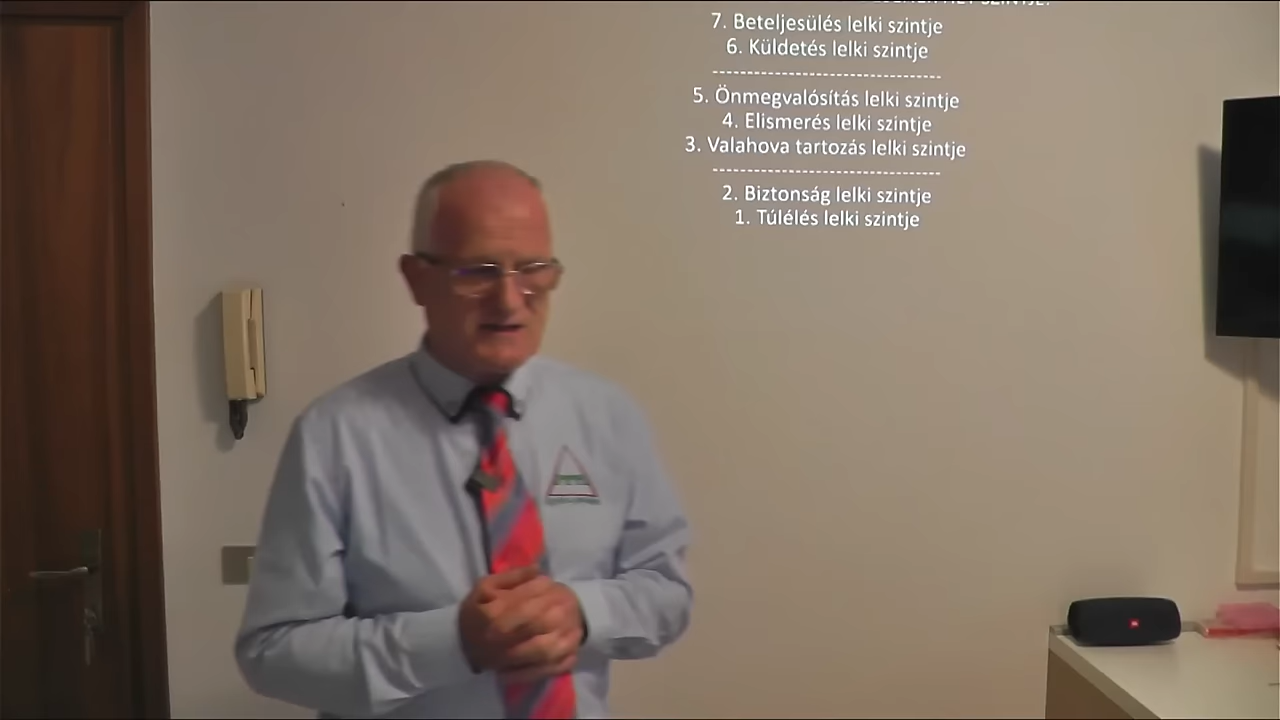 7. Beteljesülés lelki szintje
6. Küldetés lelki szintje
----------------------------------
5. Önmegvalósítás lelki szintje
4. Elismerés lelki szintje
3. Valahova tartozás lelki szintje
----------------------------------
2. Biztonság lelki szintje
1. Túlélés lelki szintje